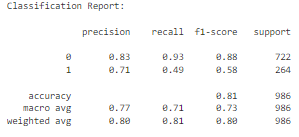 Classification Report:
precision recall f1-score support
0 0.83 0.93 0.88 722
1 0.71 0.49 0.58 264
accuracy 0.81 986
macro avg 0.77 0.71 0.73 986
weighted avg 0.80 0.81 0.80 986